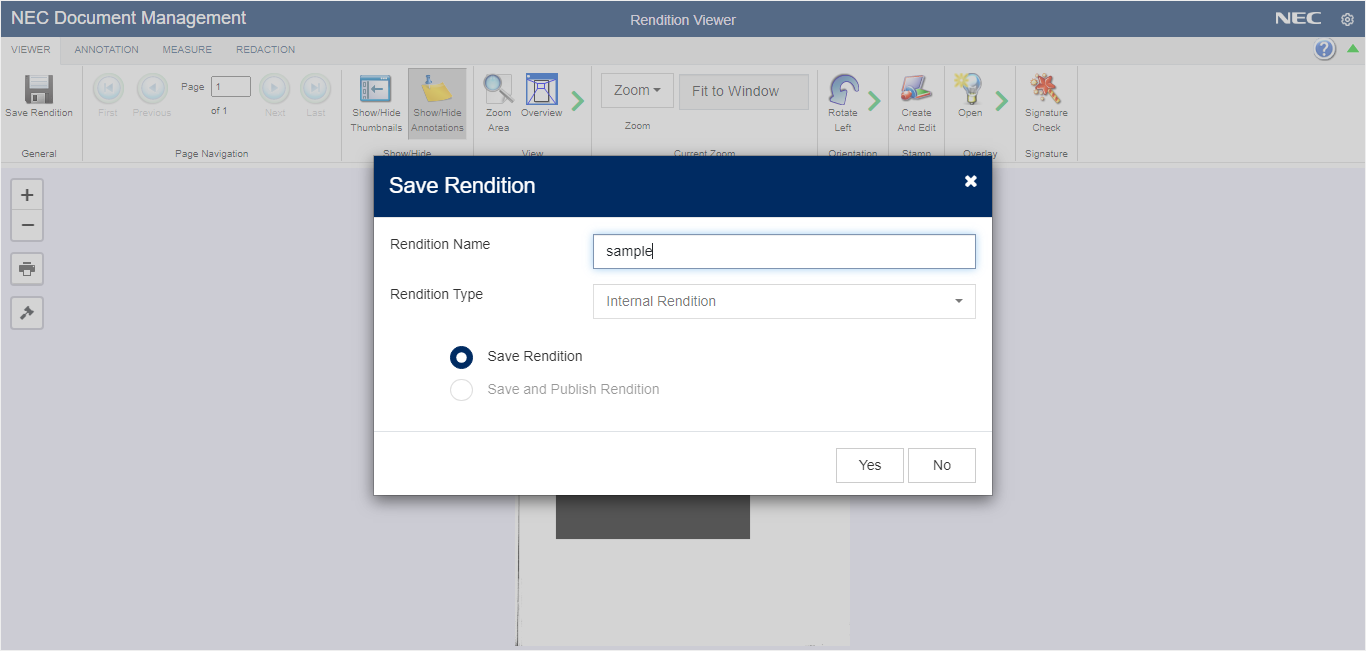 NEC Document Management
Rendition Viewer
NEC
VIEWER ANNOTATION MEASURE REDACTION
?
Save Rendition
General
First
Previous
Page 1
of 1
Next
Last
Page Navigation
Show/Hide
Thumbnails
Show/Hide
Annotations
Show/Hide
Zoom
Area
Overview
View
Zoom
Fit to Window
Zoom
Current Zoom
Rotate
Left
Orientation
Create
And Edit
Stamp
Open
Overlay
Signature
Check
Signature
Save Rendition
Rendition Name
sample
Rendition Type
Internal Rendition
Save Rendition
Save and Publish Rendition
Yes
No